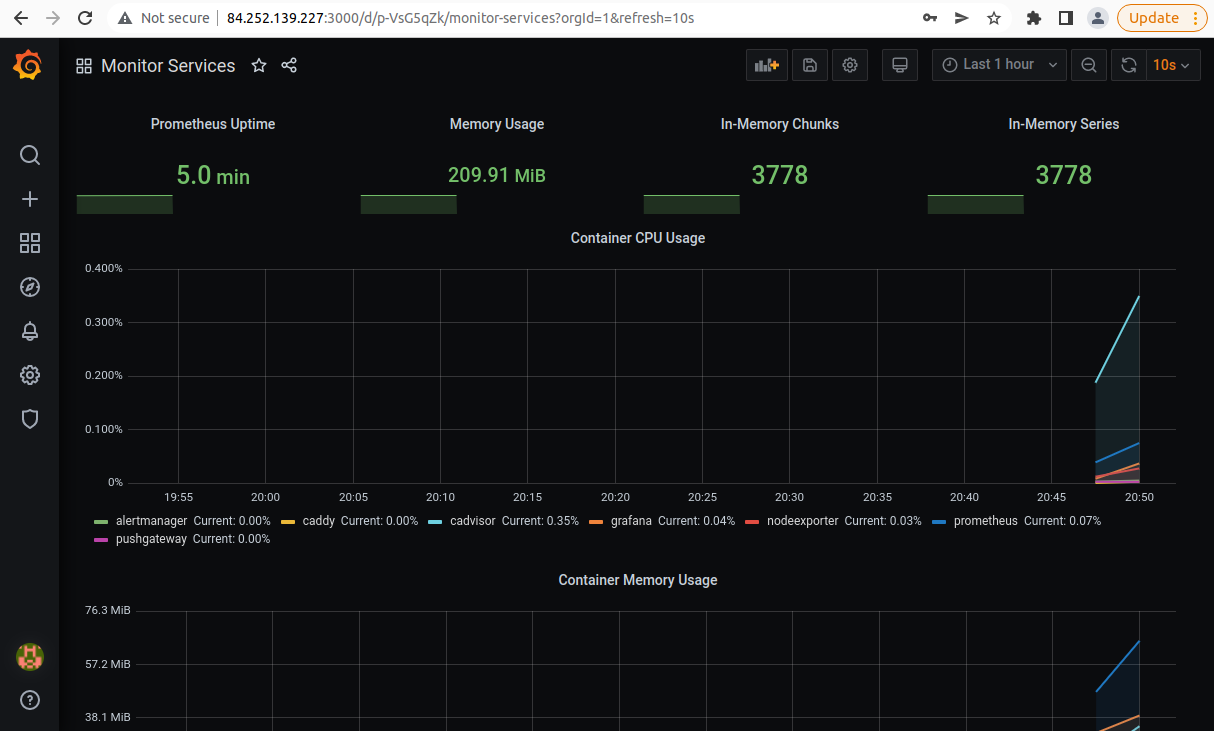 Not secure 84.252.139.227:3000/d/p-VsG5qZk/monitor-services?orgId=1&refresh=10s Update
Monitor Services Last 1 hour 10s
Prometheus Uptime Memory Usage In-Memory Chunks In-Memory Series
5.0 min 209.91 MiB 3778 3778
Container CPU Usage
0.400%
0.300%
0.200%
0.100%
0%
19:55 20:00 20:05 20:10 20:15 20:20 20:25 20:30 20:35 20:40 20:45 20:50
alertmanager Current: 0.00% caddy Current: 0.00% cadvisor Current: 0.35% grafana Current: 0.04% nodeexporter Current: 0.03% prometheus Current: 0.07%
pushgateway Current: 0.00%
Container Memory Usage
76.3 MiB
57.2 MiB
38.1 MiB